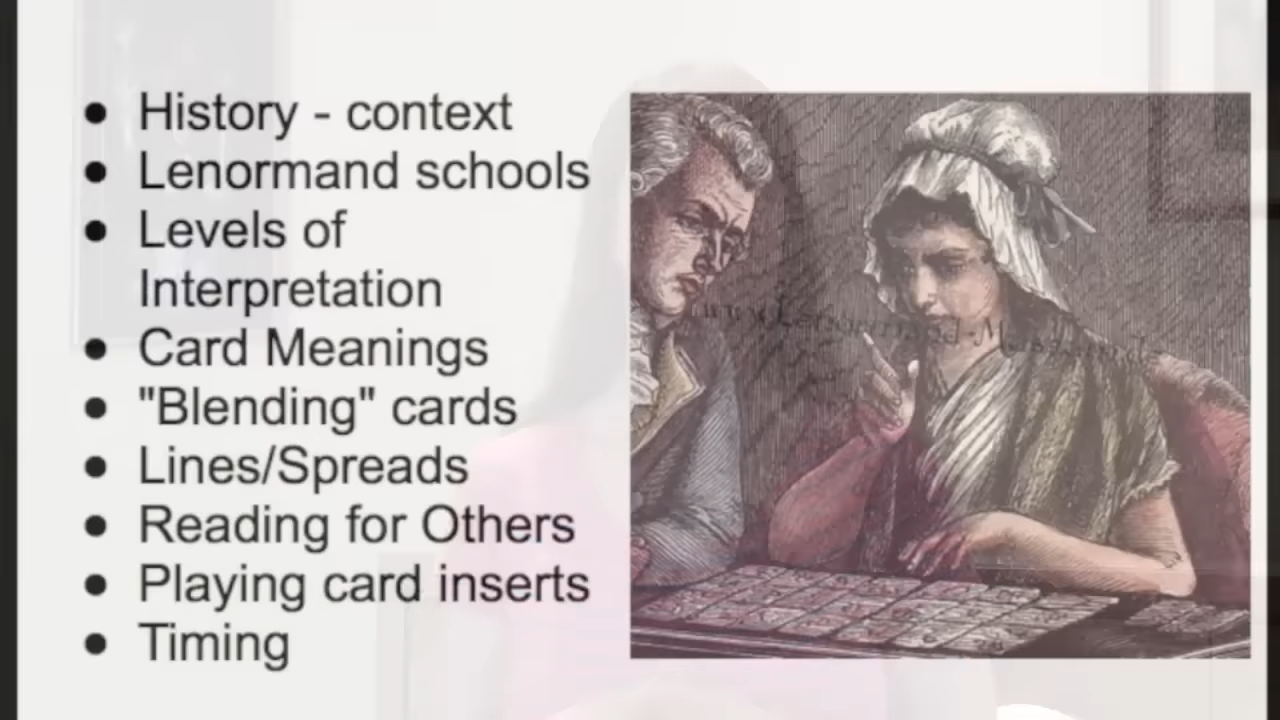 ● History - context
● Lenormand schools
● Levels of
Interpretation
● Card Meanings
● "Blending" cards
● Lines/Spreads
● Reading for Others
● Playing card inserts
● Timing